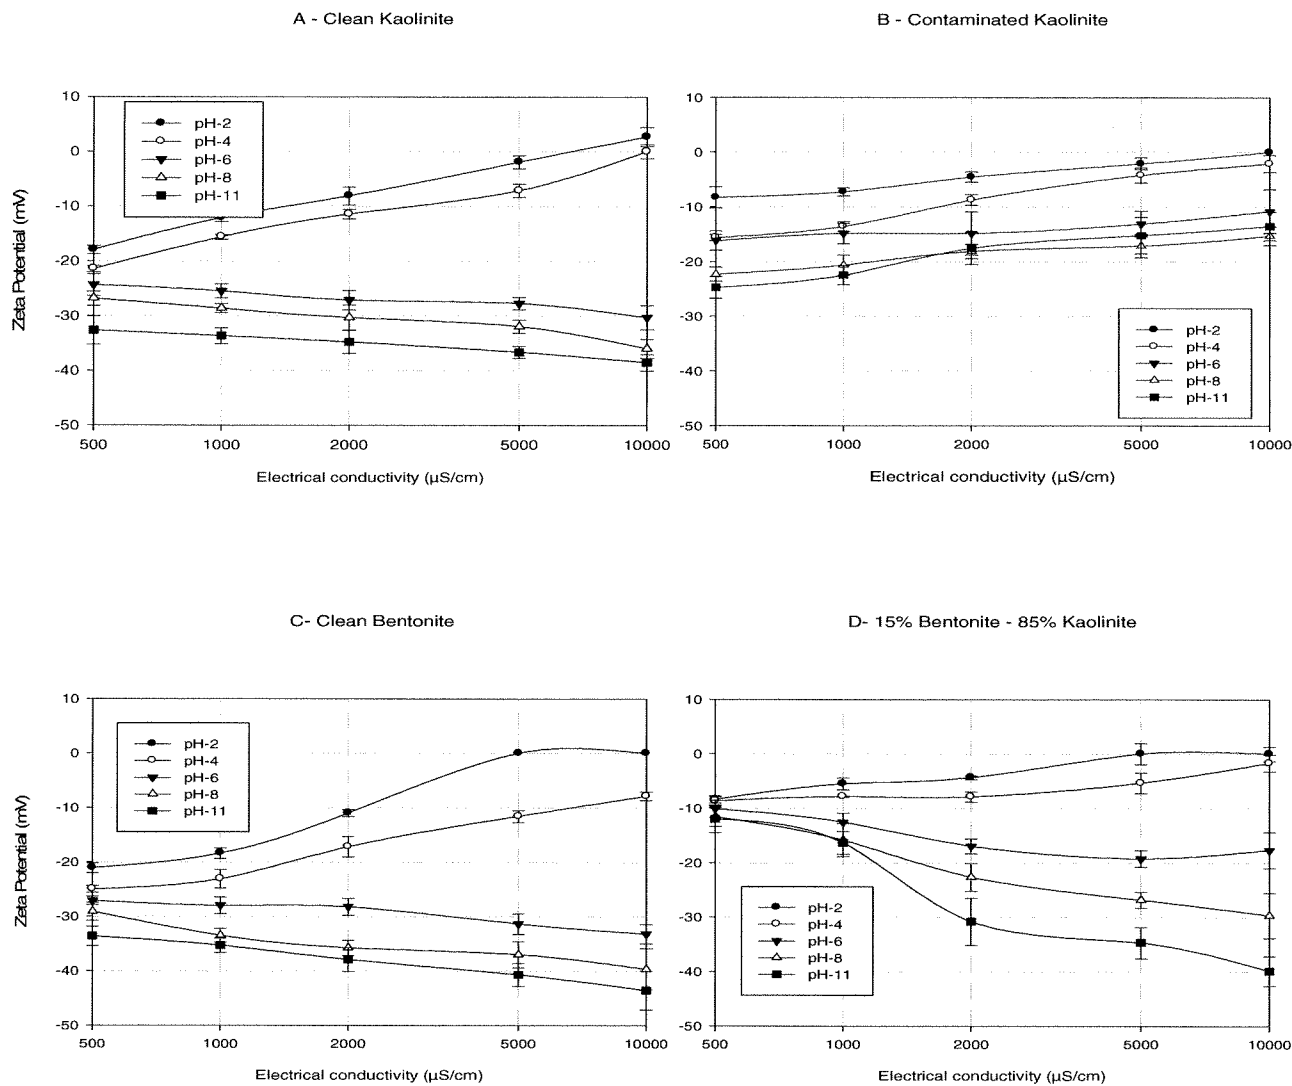 A - Clean Kaolinite
Zeta Potential (mV)
10
0
-10
-20
-30
-40
-50
pH-2
pH-4
pH-6
pH-8
pH-11
500
1000
2000
5000
10000
Electrical conductivity (µS/cm)
B - Contaminated Kaolinite
10
0
-10
-20
-30
-40
-50
pH-2
pH-4
pH-6
pH-8
pH-11
500
1000
2000
5000
10000
Electrical conductivity (µS/cm)
C- Clean Bentonite
Zeta Potential (mV)
10
0
-10
-20
-30
-40
-50
pH-2
pH-4
pH-6
pH-8
pH-11
500
1000
2000
5000
10000
Electrical conductivity (µS/cm)
D- 15% Bentonite - 85% Kaolinite
10
0
-10
-20
-30
-40
-50
pH-2
pH-4
pH-6
pH-8
pH-11
500
1000
2000
5000
10000
Electrical conductivity (µS/cm)